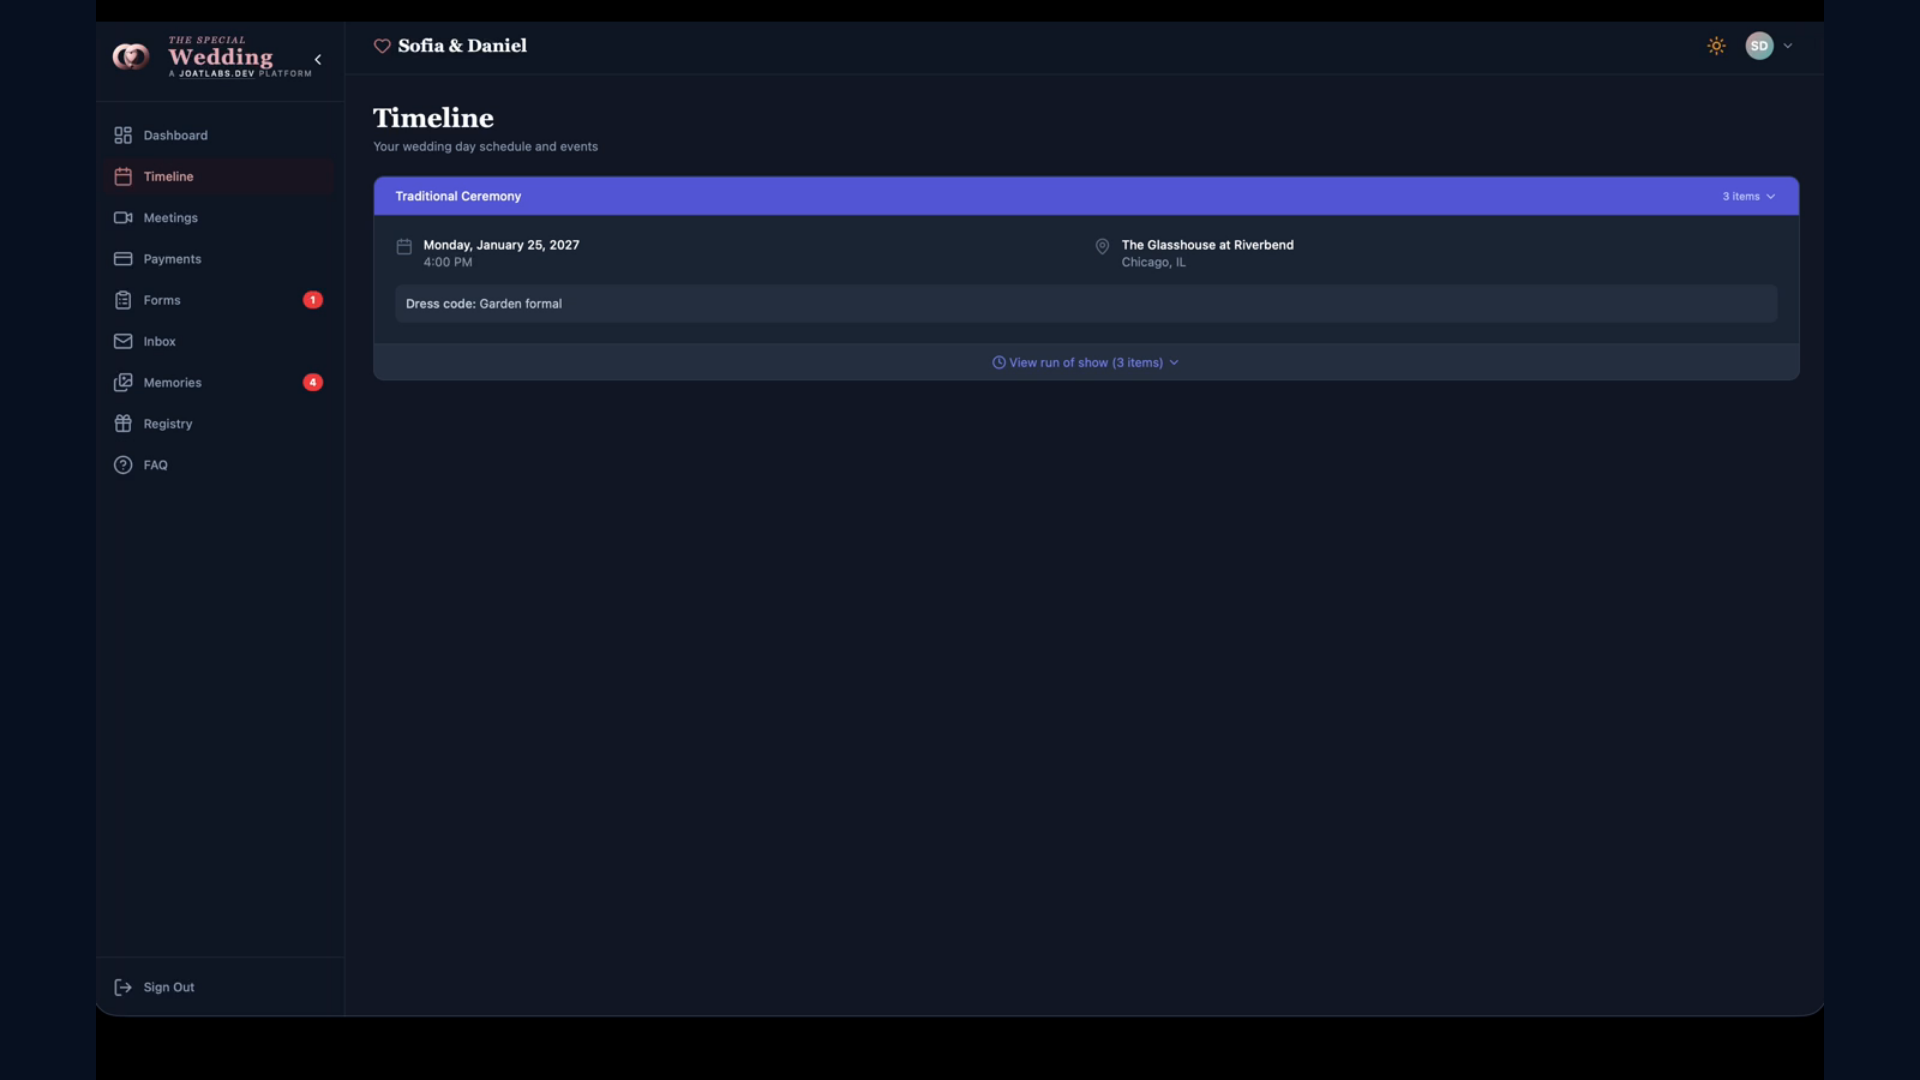 THE SPECIAL
Wedding
A JOATLABS.DEV PLATFORM
Sofia & Daniel
SD
Dashboard
Timeline
Meetings
Payments
Forms
1
Inbox
Memories
4
Registry
FAQ
Sign Out
Timeline
Your wedding day schedule and events
Traditional Ceremony
3 items
Monday, January 25, 2027
4:00 PM
The Glasshouse at Riverbend
Chicago, IL
Dress code: Garden formal
View run of show (3 items)